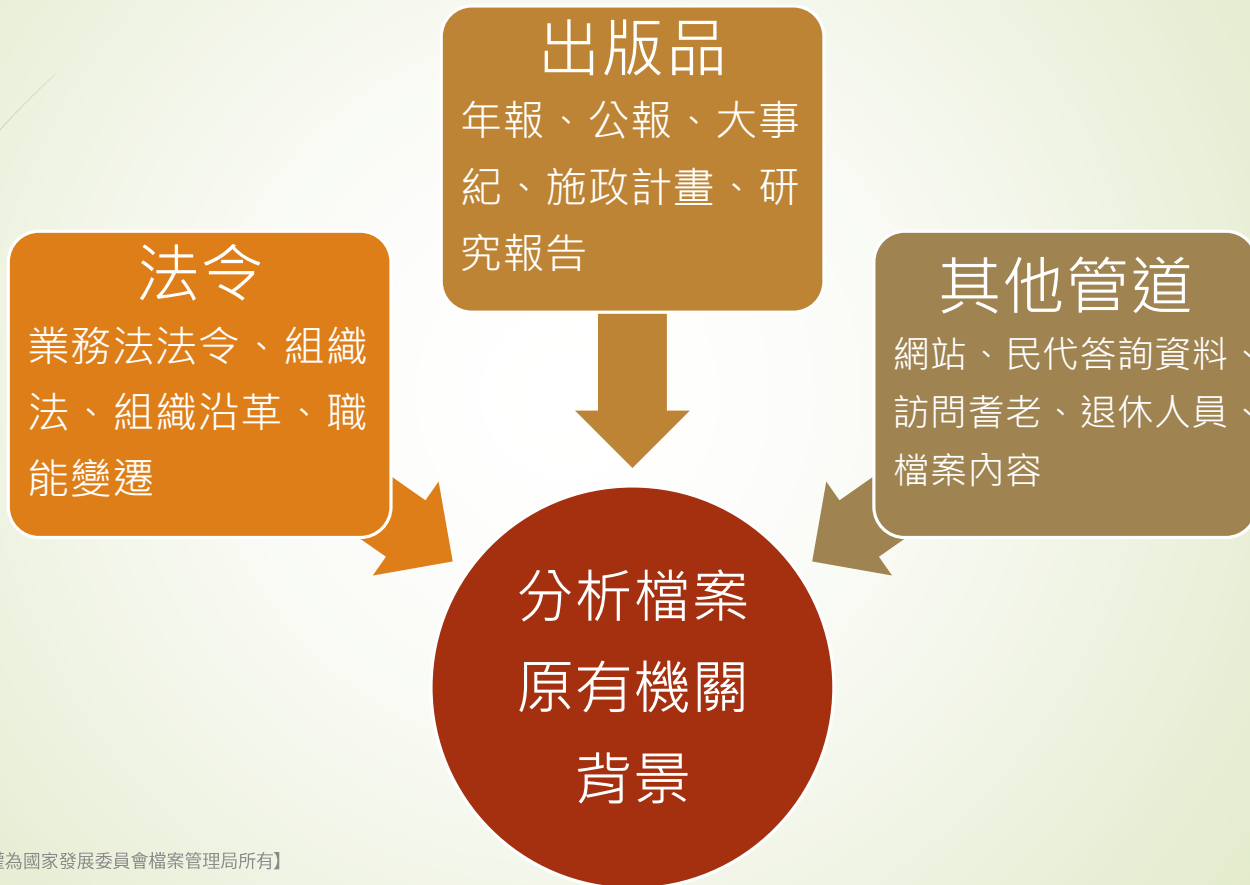 出版品
年報、公報、大事
紀、施政計畫、研
究報告
法令
業務法法令、組織
法、組織沿革、職
能變遷
其他管道
網站、民代答詢資料、
訪問耆老、退休人員、
檔案內容
分析檔案
原有機關
背景
為國家發展委員會檔案管理局所有】